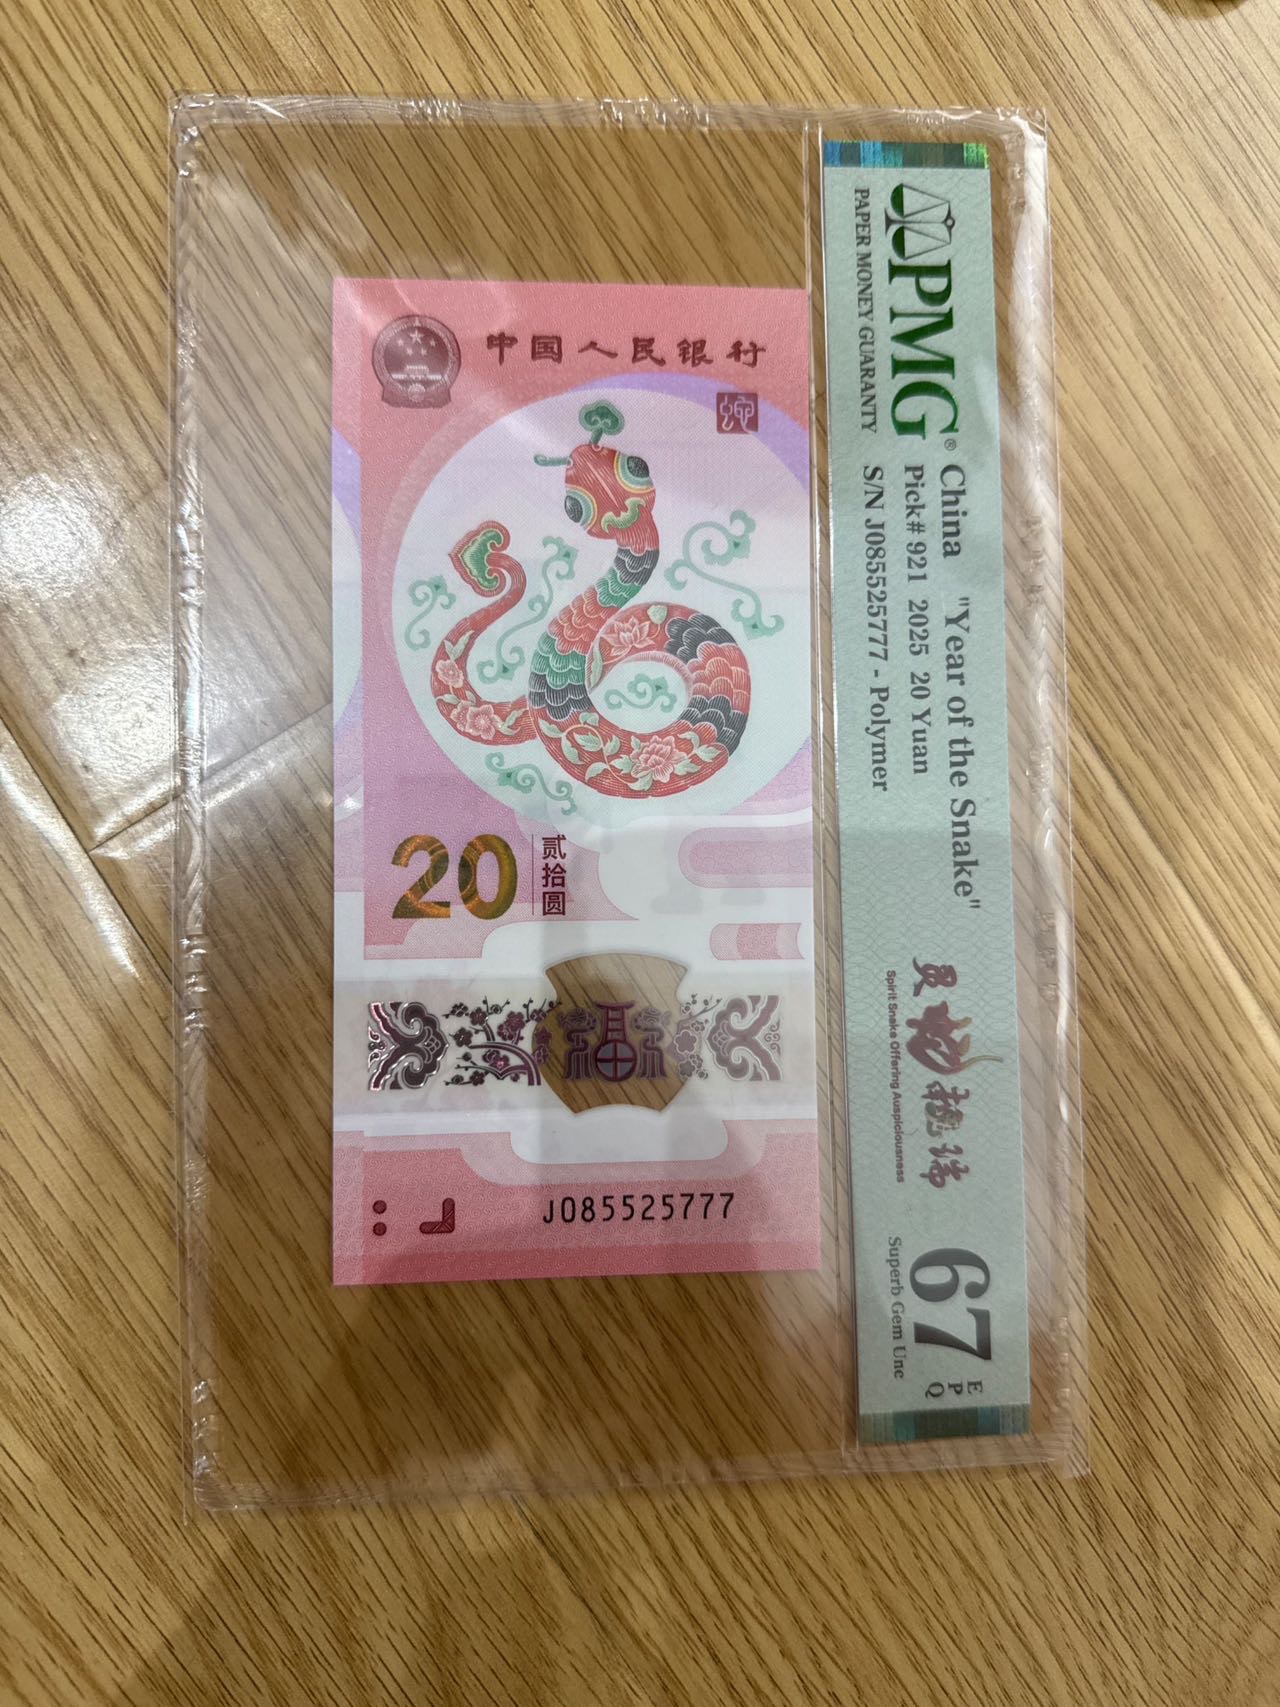 中国人民银行
蛇
20
贰拾圆
J085525777
PMG®
PAPER MONEY GUARANTY
China "Year of the Snake"
Pick# 921 2025 20 Yuan
S/N J085525777 - Polymer
灵蛇献瑞
Spirit Snake Offering Auspiciousness
67
EPQ
Superb Gem Unc